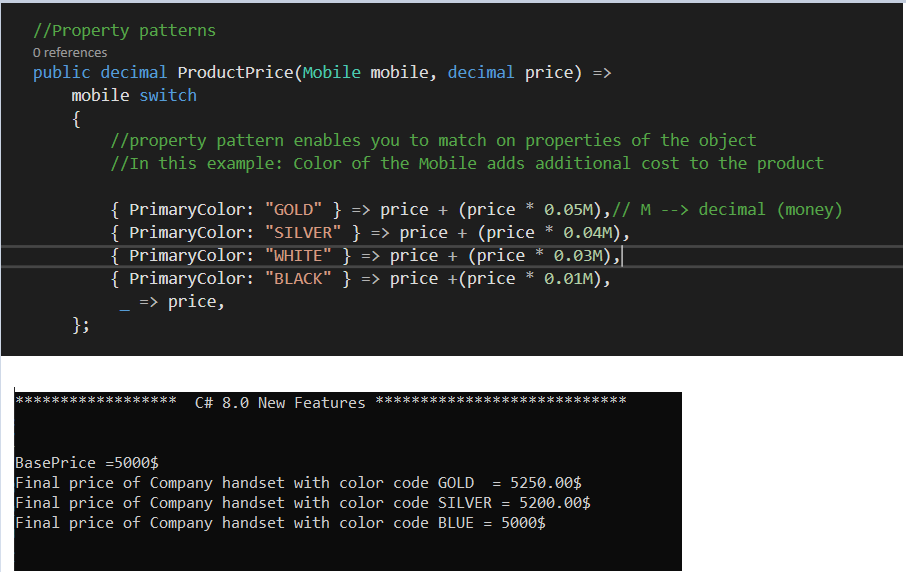 //Property patterns
0 references
public decimal ProductPrice(Mobile mobile, decimal price) =>
mobile switch
{
//property pattern enables you to match on properties of the object
//In this example: Color of the Mobile adds additional cost to the product
{ PrimaryColor: "GOLD" } => price + (price * 0.05M),// M --> decimal (money)
{ PrimaryColor: "SILVER" } => price + (price * 0.04M),
{ PrimaryColor: "WHITE" } => price + (price * 0.03M),
{ PrimaryColor: "BLACK" } => price +(price * 0.01M),
_ => price,
};
****************** C# 8.0 New Features ****************************
BasePrice =5000$
Final price of Company handset with color code GOLD  = 5250.00$
Final price of Company handset with color code SILVER = 5200.00$
Final price of Company handset with color code BLUE = 5000$